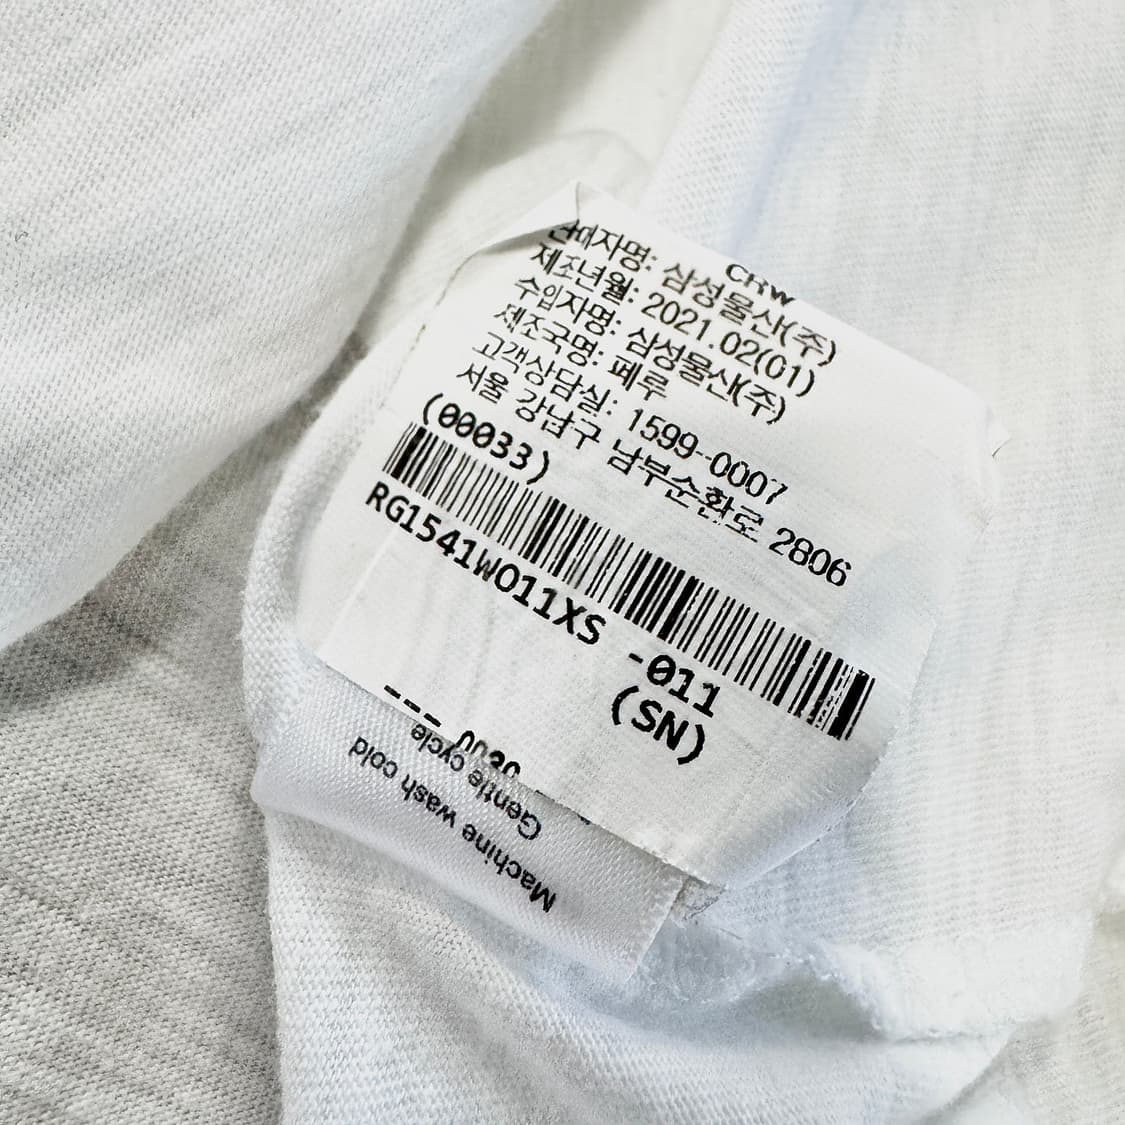 CRW
판매자명: 삼성물산(주)
제조년월: 2021.02(01)
수입자명: 삼성물산(주)
제조국명: 페루
고객상담실: 1599-0007
서울 강남구 남부순환로 2806
(00033)
RG1541WO11XS -011
(SN)
Gentle cycle
Machine wash cold